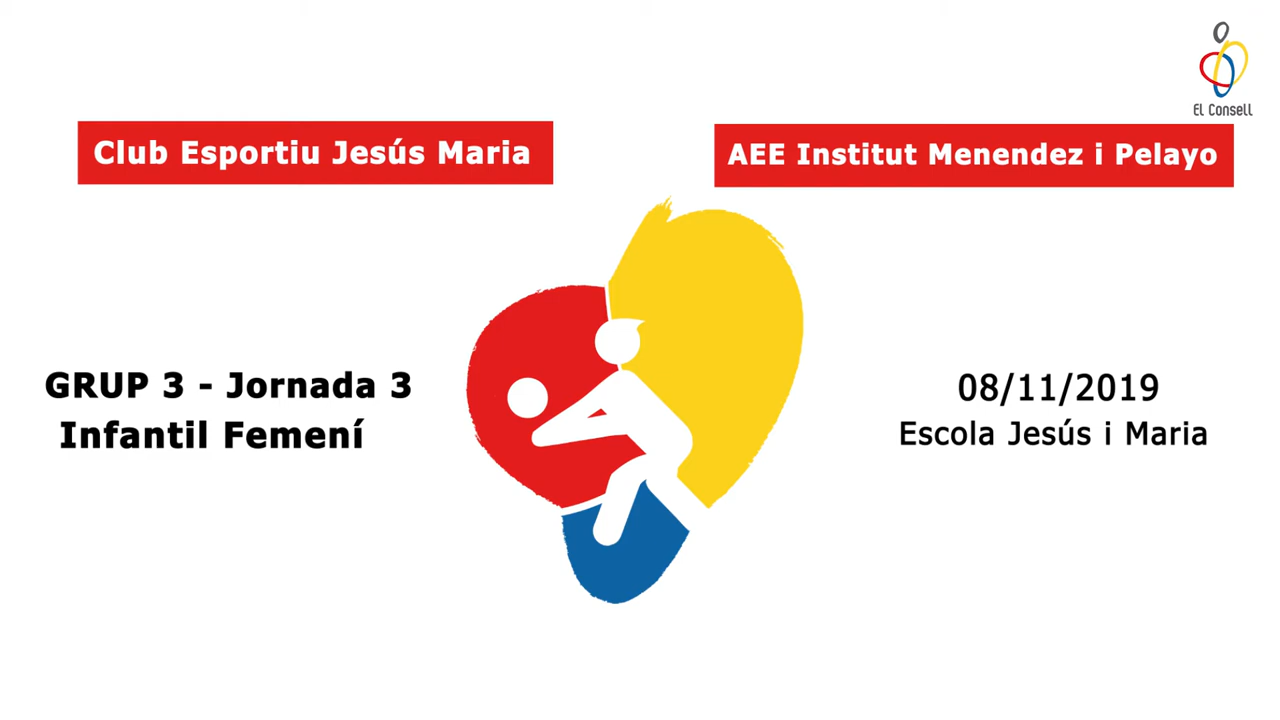 El Consell
Club Esportiu Jesús Maria
AEE Institut Menendez i Pelayo
GRUP 3 - Jornada 3
Infantil Femení
08/11/2019
Escola Jesús i Maria